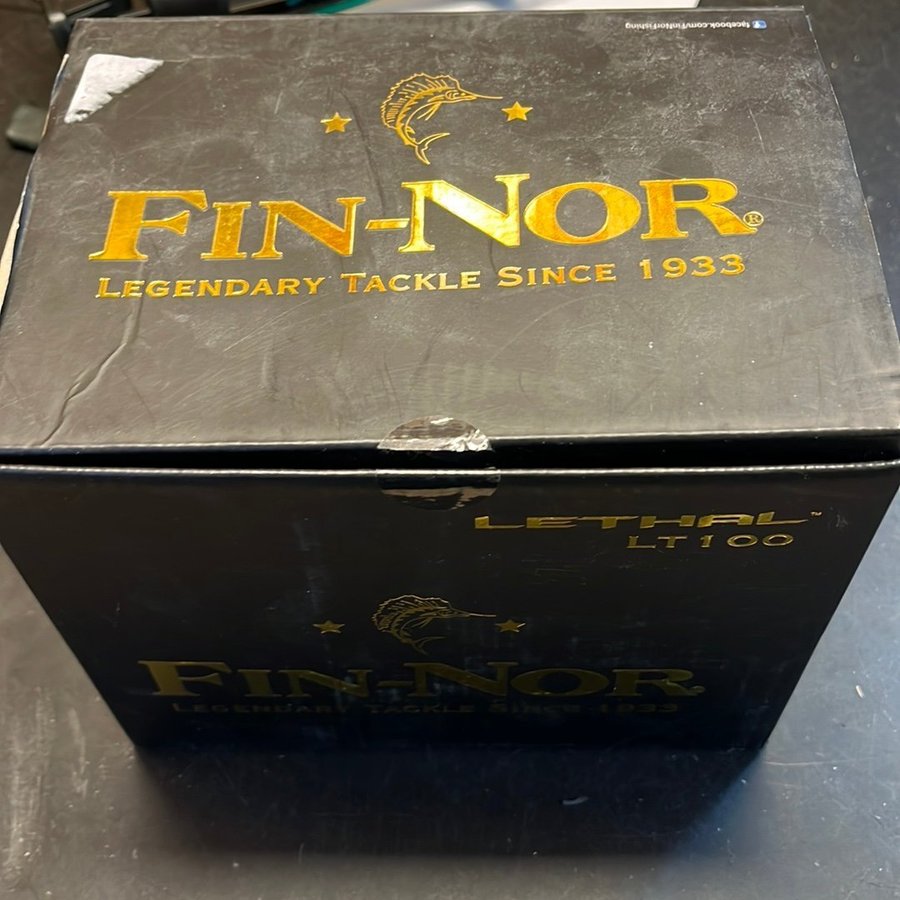 facebook.com/FinNorFishing
FIN-NOR®
LEGENDARY TACKLE SINCE 1933
LETHAL™
LT100
FIN-NOR®
LEGENDARY TACKLE SINCE 1933